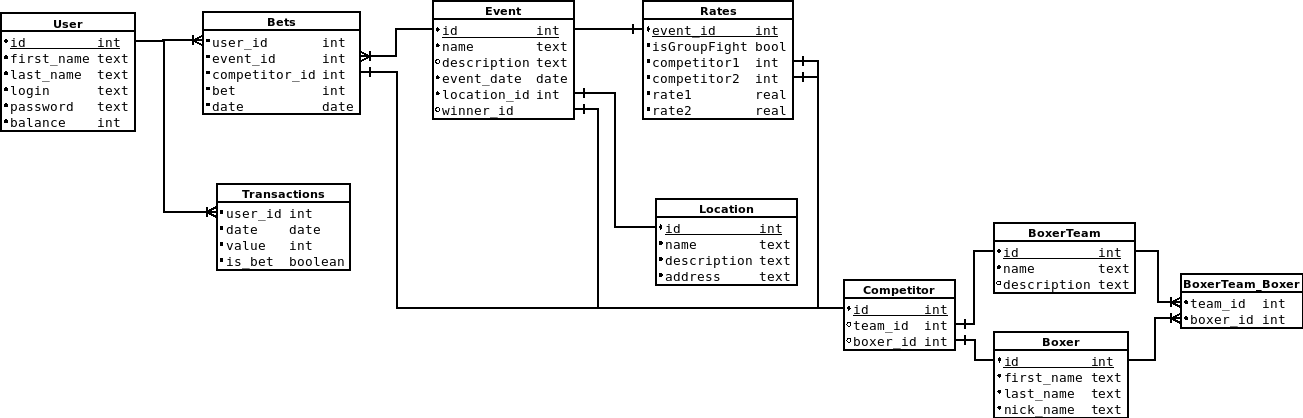 User
id int
first_name text
last_name text
login text
password text
balance int
Bets
user_id int
event_id int
competitor_id int
bet int
date date
Event
id int
name text
description text
event_date date
location_id int
winner_id
Rates
event_id int
isGroupFight bool
competitor1 int
competitor2 int
rate1 real
rate2 real
Transactions
user_id int
date date
value int
is_bet boolean
Location
id int
name text
description text
address text
Competitor
id int
team_id int
boxer_id int
BoxerTeam
id int
name text
description text
BoxerTeam_Boxer
team_id int
boxer_id int
Boxer
id int
first_name text
last_name text
nick_name text